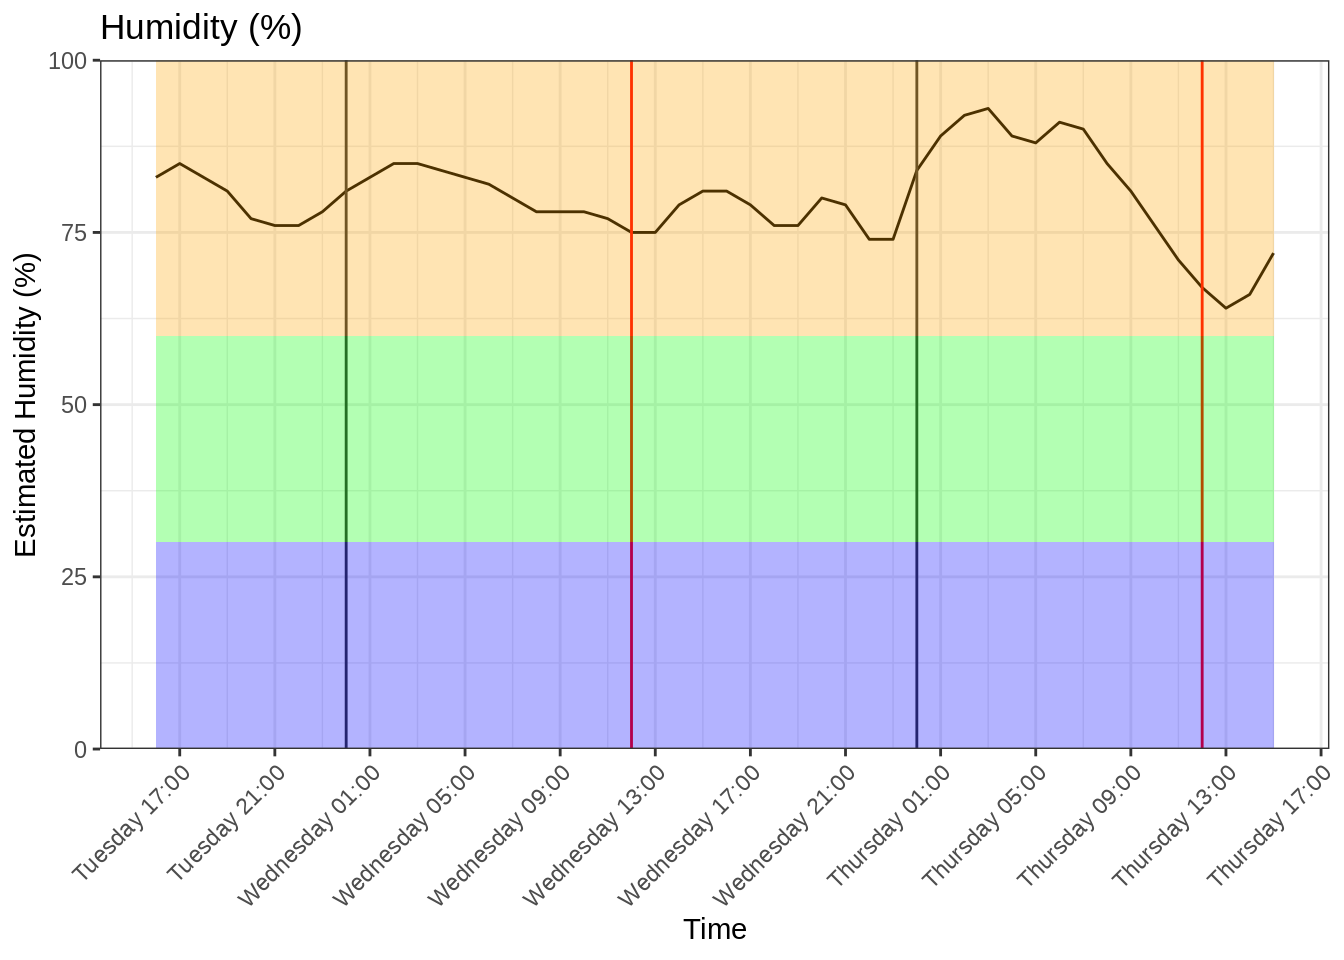 Humidity (%)
Estimated Humidity (%)
100
75
50
25
0
Tuesday 17:00
Tuesday 21:00
Wednesday 01:00
Wednesday 05:00
Wednesday 09:00
Wednesday 13:00
Wednesday 17:00
Wednesday 21:00
Thursday 01:00
Thursday 05:00
Thursday 09:00
Thursday 13:00
Thursday 17:00
Time